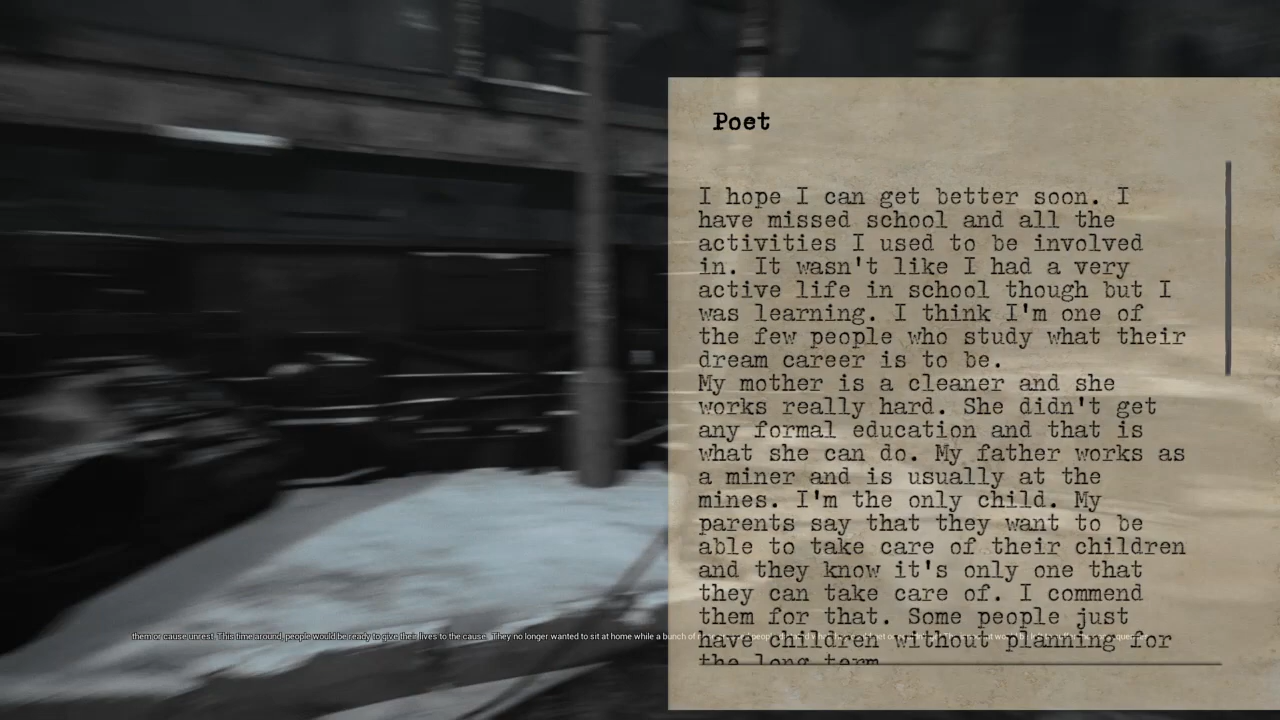 Poet
I hope I can get better soon. I
have missed school and all the
activities I used to be involved
in. It wasn't like I had a very
active life in school though but I
was learning. I think I'm one of
the few people who study what their
dream career is to be.
My mother is a cleaner and she
works really hard. She didn't get
any formal education and that is
what she can do. My father works as
a miner and is usually at the
mines. I'm the only child. My
parents say that they want to be
able to take care of their children
and they know it's only one that
they can take care of. I commend
them for that. Some people just
have children without planning for
the long term
them or cause unrest. This time around, people would be ready to give their lives to the cause. They no longer wanted to sit at home while a bunch of